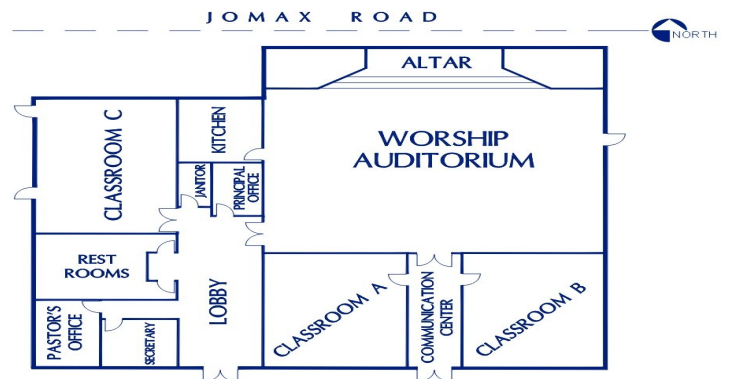 JOMAX ROAD
NORTH
ALTAR
CLASSROOM C
KITCHEN
WORSHIP
AUDITORIUM
JANITOR
PRINCIPAL
OFFICE
REST
ROOMS
LOBBY
CLASSROOM A
COMMUNICATION
CENTER
CLASSROOM B
PASTOR'S
OFFICE
SECRETARY